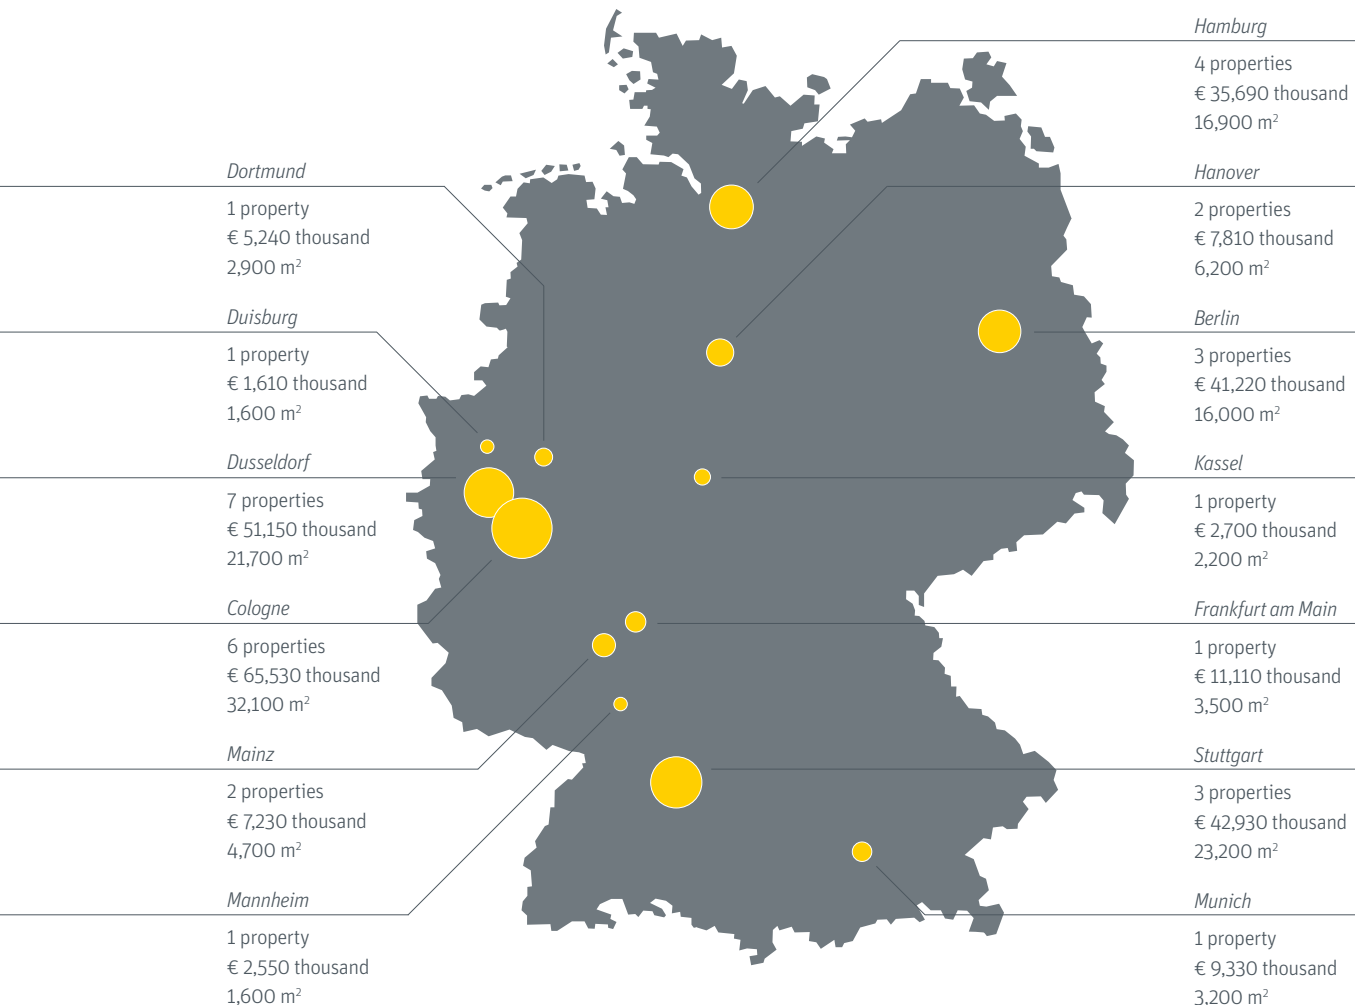 Dortmund
1 property
€ 5,240 thousand
2,900 m²
Duisburg
1 property
€ 1,610 thousand
1,600 m²
Dusseldorf
7 properties
€ 51,150 thousand
21,700 m²
Cologne
6 properties
€ 65,530 thousand
32,100 m²
Mainz
2 properties
€ 7,230 thousand
4,700 m²
Mannheim
1 property
€ 2,550 thousand
1,600 m²
Hamburg
4 properties
€ 35,690 thousand
16,900 m²
Hanover
2 properties
€ 7,810 thousand
6,200 m²
Berlin
3 properties
€ 41,220 thousand
16,000 m²
Kassel
1 property
€ 2,700 thousand
2,200 m²
Frankfurt am Main
1 property
€ 11,110 thousand
3,500 m²
Stuttgart
3 properties
€ 42,930 thousand
23,200 m²
Munich
1 property
€ 9,330 thousand
3,200 m²